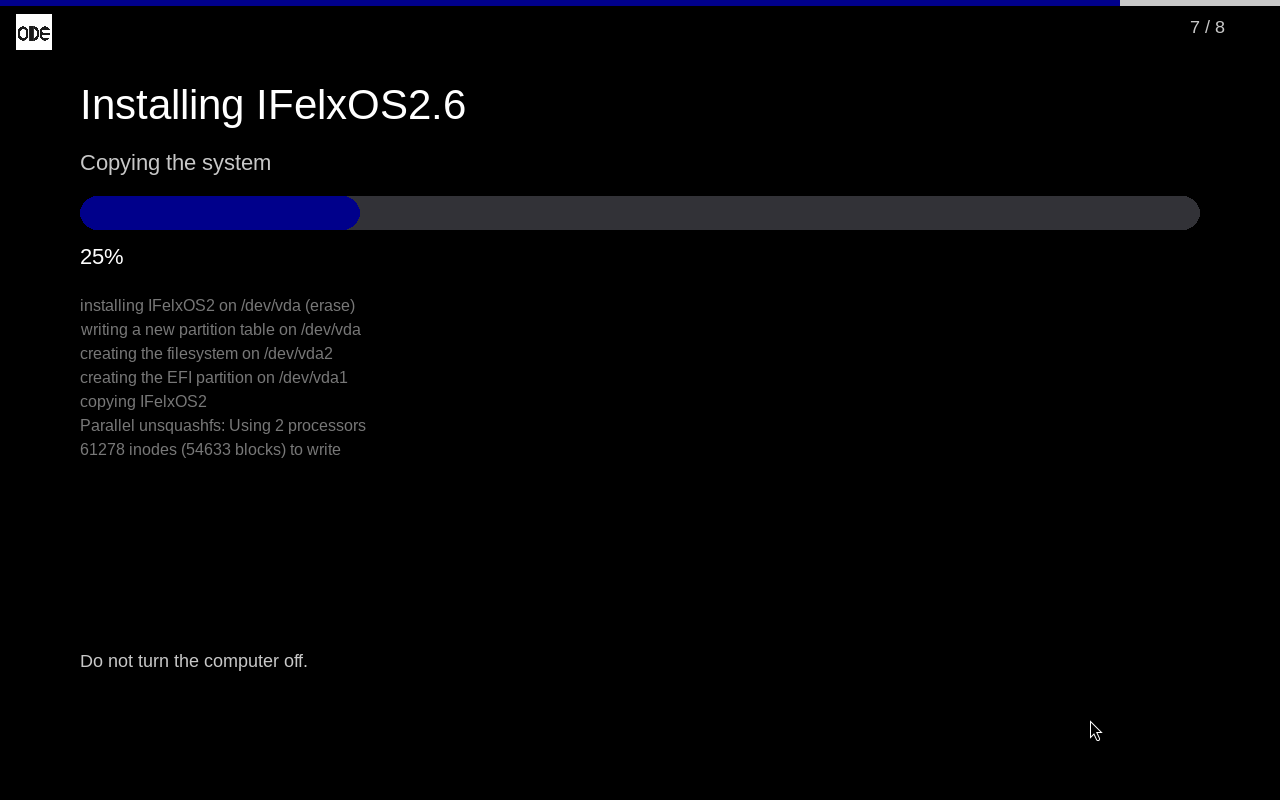 ODE
7 / 8
Installing IFelxOS2.6
Copying the system
25%
installing IFelxOS2 on /dev/vda (erase)
writing a new partition table on /dev/vda
creating the filesystem on /dev/vda2
creating the EFI partition on /dev/vda1
copying IFelxOS2
Parallel unsquashfs: Using 2 processors
61278 inodes (54633 blocks) to write
Do not turn the computer off.